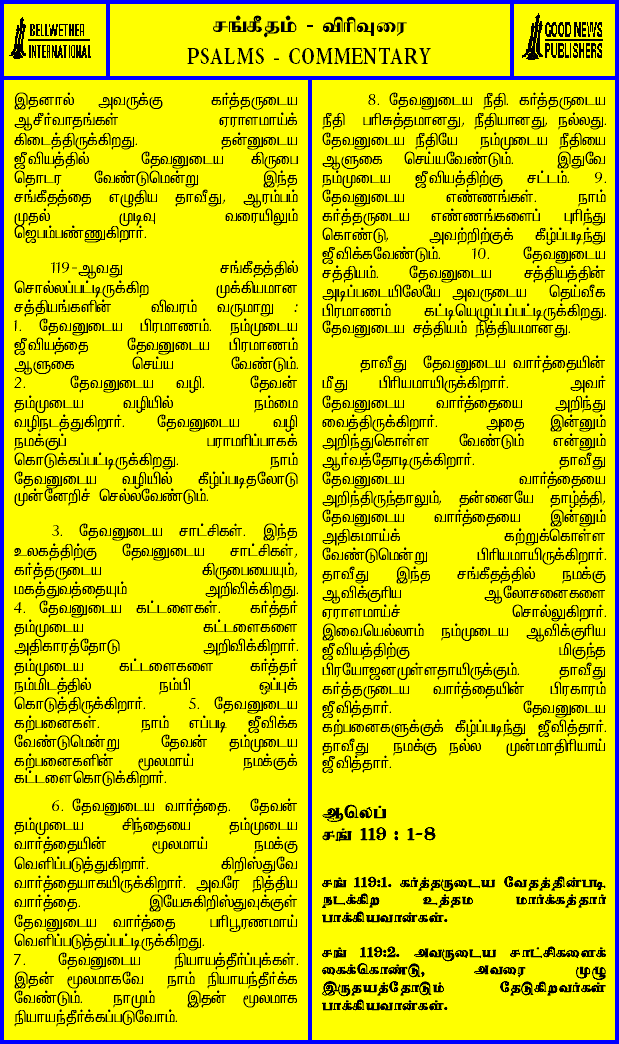 BELLWETHER
INTERNATIONAL
சங்கீதம் - விரிவுரை
PSALMS - COMMENTARY
GOOD NEWS
PUBLISHERS
இதனால் அவருக்கு கர்த்தருடைய
ஆசீர்வாதங்கள் ஏராளமாய்க்
கிடைத்திருக்கிறது. தன்னுடைய
ஜீவியத்தில் தேவனுடைய கிருபை
தொடர வேண்டுமென்று இந்த
சங்கீதத்தை எழுதிய தாவீது, ஆரம்பம்
முதல் முடிவு வரையிலும்
ஜெபம்பண்ணுகிறார்.
119-ஆவது சங்கீதத்தில்
சொல்லப்பட்டிருக்கிற முக்கியமான
சத்தியங்களின் விவரம் வருமாறு :
1. தேவனுடைய பிரமாணம். நம்முடைய
ஜீவியத்தை தேவனுடைய பிரமாணம்
ஆளுகை செய்ய வேண்டும்.
2. தேவனுடைய வழி. தேவன்
தம்முடைய வழியில் நம்மை
வழிநடத்துகிறார். தேவனுடைய வழி
நமக்குப் பராமரிப்பாகக்
கொடுக்கப்பட்டிருக்கிறது. நாம்
தேவனுடைய வழியில் கீழ்ப்படிதலோடு
முன்னேறிச் செல்லவேண்டும்.
3. தேவனுடைய சாட்சிகள். இந்த
உலகத்திற்கு தேவனுடைய சாட்சிகள்,
கர்த்தருடைய கிருபையையும்,
மகத்துவத்தையும் அறிவிக்கிறது.
4. தேவனுடைய கட்டளைகள். கர்த்தர்
தம்முடைய கட்டளைகளை
அதிகாரத்தோடு அறிவிக்கிறார்.
தம்முடைய கட்டளைகளை கர்த்தர்
நம்மிடத்தில் நம்பி ஒப்புக்
கொடுத்திருக்கிறார். 5. தேவனுடைய
கற்பனைகள். நாம் எப்படி ஜீவிக்க
வேண்டுமென்று தேவன் தம்முடைய
கற்பனைகளின் மூலமாய் நமக்குக்
கட்டளைகொடுக்கிறார்.
6. தேவனுடைய வார்த்தை. தேவன்
தம்முடைய சிந்தையை தம்முடைய
வார்த்தையின் மூலமாய் நமக்கு
வெளிப்படுத்துகிறார். கிறிஸ்துவே
வார்த்தையாகயிருக்கிறார். அவரே நித்திய
வார்த்தை. இயேசுகிறிஸ்துவுக்குள்
தேவனுடைய வார்த்தை பரிபூரணமாய்
வெளிப்படுத்தப்பட்டிருக்கிறது.
7. தேவனுடைய நியாயத்தீர்ப்புக்கள்.
இதன் மூலமாகவே நாம் நியாயந்தீர்க்க
வேண்டும். நாமும் இதன் மூலமாக
நியாயந்தீர்க்கப்படுவோம்.
8. தேவனுடைய நீதி. கர்த்தருடைய
நீதி பரிசுத்தமானது, நீதியானது, நல்லது.
தேவனுடைய நீதியே நம்முடைய நீதியை
ஆளுகை செய்யவேண்டும். இதுவே
நம்முடைய ஜீவியத்திற்கு சட்டம். 9.
தேவனுடைய எண்ணங்கள். நாம்
கர்த்தருடைய எண்ணங்களைப் புரிந்து
கொண்டு, அவற்றிற்குக் கீழ்ப்படிந்து
ஜீவிக்கவேண்டும். 10. தேவனுடைய
சத்தியம். தேவனுடைய சத்தியத்தின்
அடிப்படையிலேயே அவருடைய தெய்வீக
பிரமாணம் கட்டியெழுப்பப்பட்டிருக்கிறது.
தேவனுடைய சத்தியம் நித்தியமானது.
தாவீது தேவனுடைய வார்த்தையின்
மீது பிரியமாயிருக்கிறார். அவர்
தேவனுடைய வார்த்தையை அறிந்து
வைத்திருக்கிறார். அதை இன்னும்
அறிந்துகொள்ள வேண்டும் என்னும்
ஆர்வத்தோடிருக்கிறார். தாவீது
தேவனுடைய வார்த்தையை
அறிந்திருந்தாலும், தன்னையே தாழ்த்தி,
தேவனுடைய வார்த்தையை இன்னும்
அதிகமாய்க் கற்றுக்கொள்ள
வேண்டுமென்று பிரியமாயிருக்கிறார்.
தாவீது இந்த சங்கீதத்தில் நமக்கு
ஆவிக்குரிய ஆலோசனைகளை
ஏராளமாய்ச் சொல்லுகிறார்.
இவையெல்லாம் நம்முடைய ஆவிக்குரிய
ஜீவியத்திற்கு மிகுந்த
பிரயோஜனமுள்ளதாயிருக்கும். தாவீது
கர்த்தருடைய வார்த்தையின் பிரகாரம்
ஜீவித்தார். தேவனுடைய
கற்பனைகளுக்குக் கீழ்ப்படிந்து ஜீவித்தார்.
தாவீது நமக்கு நல்ல முன்மாதிரியாய்
ஜீவித்தார்.
ஆலெப்
சங் 119 : 1-8
சங் 119:1. கர்த்தருடைய வேதத்தின்படி
நடக்கிற உத்தம மார்க்கத்தார்
பாக்கியவான்கள்.
சங் 119:2. அவருடைய சாட்சிகளைக்
கைக்கொண்டு, அவரை முழு
இருதயத்தோடும் தேடுகிறவர்கள்
பாக்கியவான்கள்.